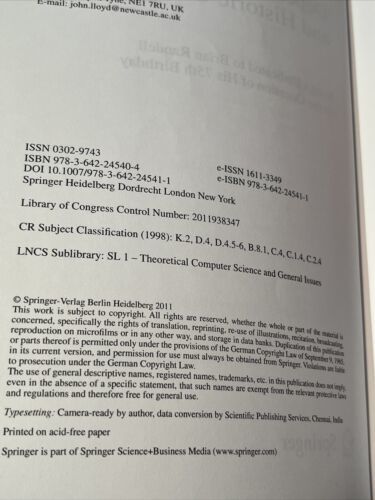 Tyne, NE1 7RU, UK
E-mail: john.lloyd@newcastle.ac.uk
ISSN 0302-9743
e-ISSN 1611-3349
ISBN 978-3-642-24540-4
e-ISBN 978-3-642-24541-1
DOI 10.1007/978-3-642-24541-1
Springer Heidelberg Dordrecht London New York
Library of Congress Control Number: 2011938347
CR Subject Classification (1998): K.2, D.4, D.4.5-6, B.8.1, C.4, C.1.4, C.2.4
LNCS Sublibrary: SL 1 – Theoretical Computer Science and General Issues
© Springer-Verlag Berlin Heidelberg 2011
This work is subject to copyright. All rights are reserved, whether the whole or part of the material is
concerned, specifically the rights of translation, reprinting, re-use of illustrations, recitation, broadcasting,
reproduction on microfilms or in any other way, and storage in data banks. Duplication of this publication
or parts thereof is permitted only under the provisions of the German Copyright Law of September 9, 1965,
in its current version, and permission for use must always be obtained from Springer. Violations are liable
to prosecution under the German Copyright Law.
The use of general descriptive names, registered names, trademarks, etc. in this publication does not imply,
even in the absence of a specific statement, that such names are exempt from the relevant protective laws
and regulations and therefore free for general use.
Typesetting: Camera-ready by author, data conversion by Scientific Publishing Services, Chennai, India
Printed on acid-free paper
Springer is part of Springer Science+Business Media (www.springer.com)